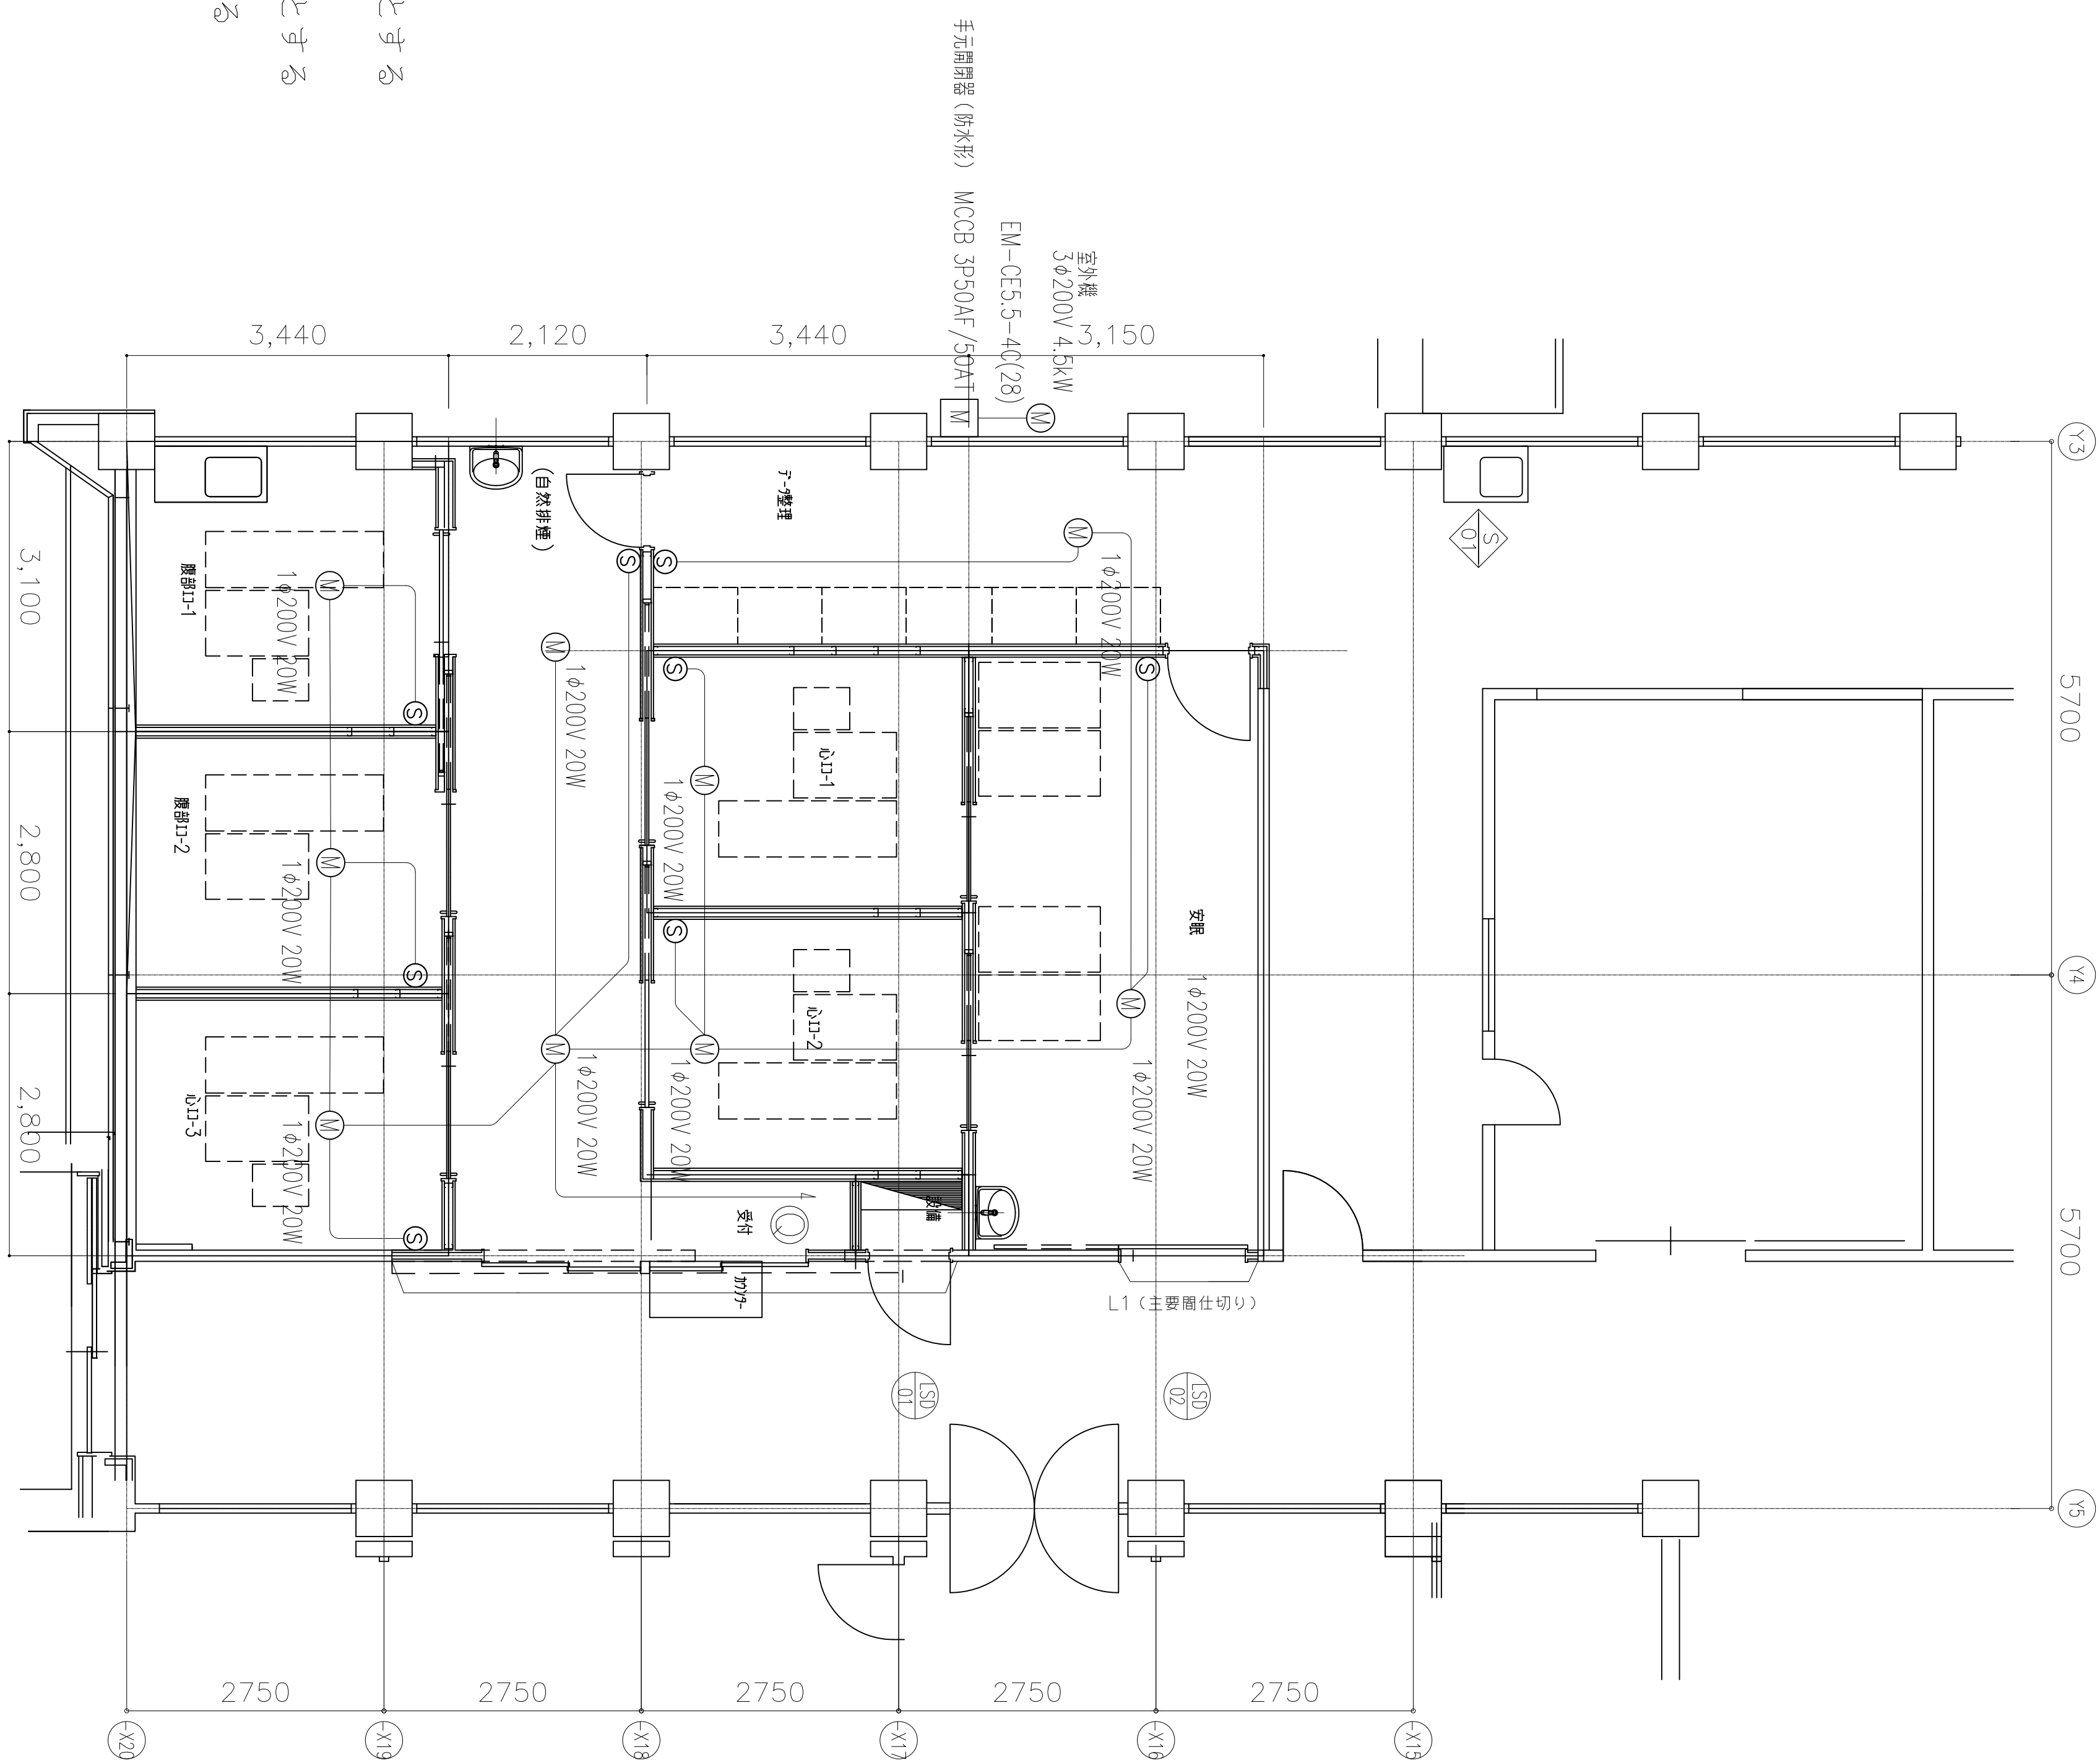 とする
とする
る
手元開閉器（防水形） MCCB 3P50AF/50AT
EM-CE5.5-4C(28)
室外機
3φ200V 4.5kW
3,440
2,120
3,440
3,150
M
M
Y3
S
01
(自然排煙)
データ整理
S
S
M
1φ200V 20W
3,100
腹部エコー1
1φ200V 20W
M
S
M
1φ200V 20W
S
M
1φ200V 20W
心エコー1
S
5700
2,800
腹部エコー2
1φ200V 20W
M
S
S
安眠
1φ200V 20W
Y4
M
1φ200V 20W
M
1φ200V 20W
心エコー2
M
1φ200V 20W
2,800
心エコー3
1φ200V 20W
M
S
4
受付
設備
カウンター
5700
L1（主要間仕切り）
LSD
01
LSD
02
Y5
2750
2750
2750
2750
2750
X20
X19
X18
X17
X16
X15